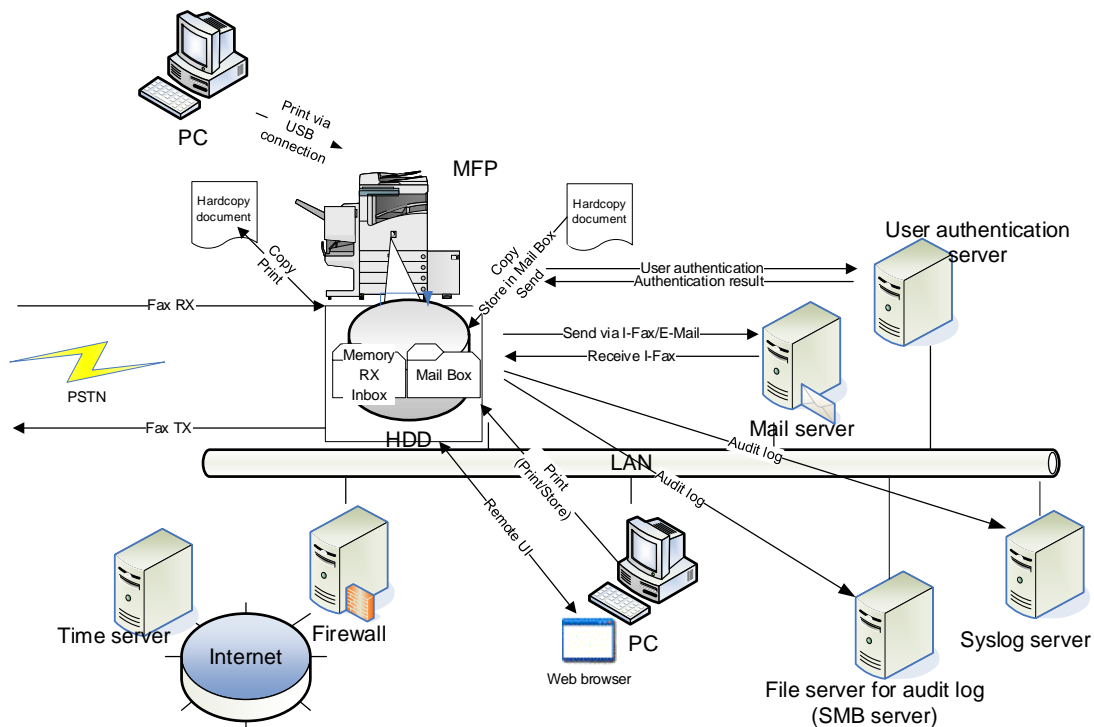 PC
Print via
USB
connection
MFP
Hardcopy
document
Hardcopy
document
Copy
Print
Copy
Store in Mail Box
Send
User authentication
server
User authentication
Authentication result
Fax RX
Send via I-Fax/E-Mail
Receive I-Fax
Memory
RX
Inbox
Mail Box
PSTN
Fax TX
HDD
Mail server
LAN
Audit log
Audit log
Print
(Print/Store)
Remote UI
Time server
Firewall
Internet
PC
Web browser
Syslog server
File server for audit log
(SMB server)